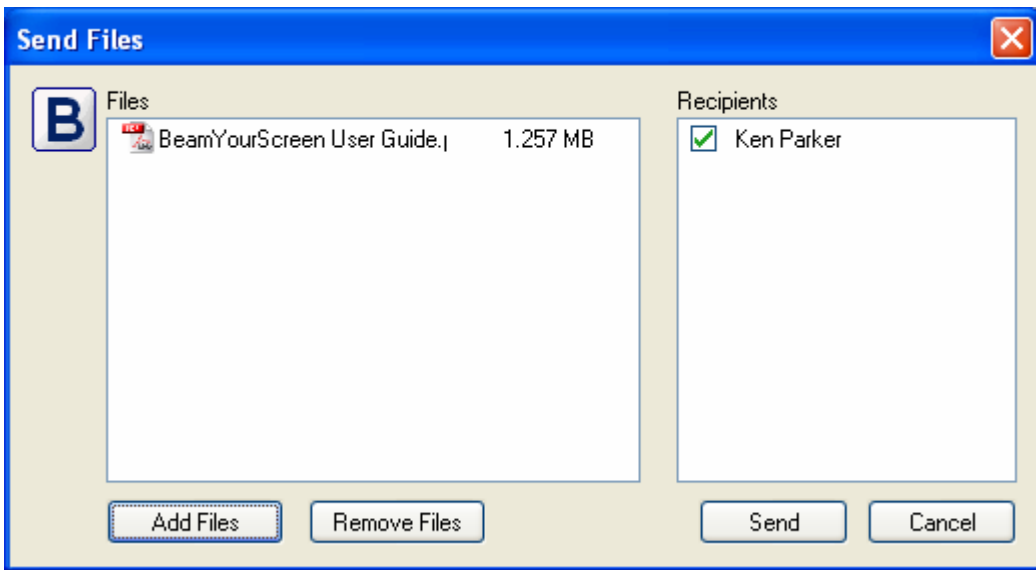 Send Files
B
Files
Recipients
BeamYourScreen User Guide.p 1.257 MB
Ken Parker
Add Files
Remove Files
Send
Cancel